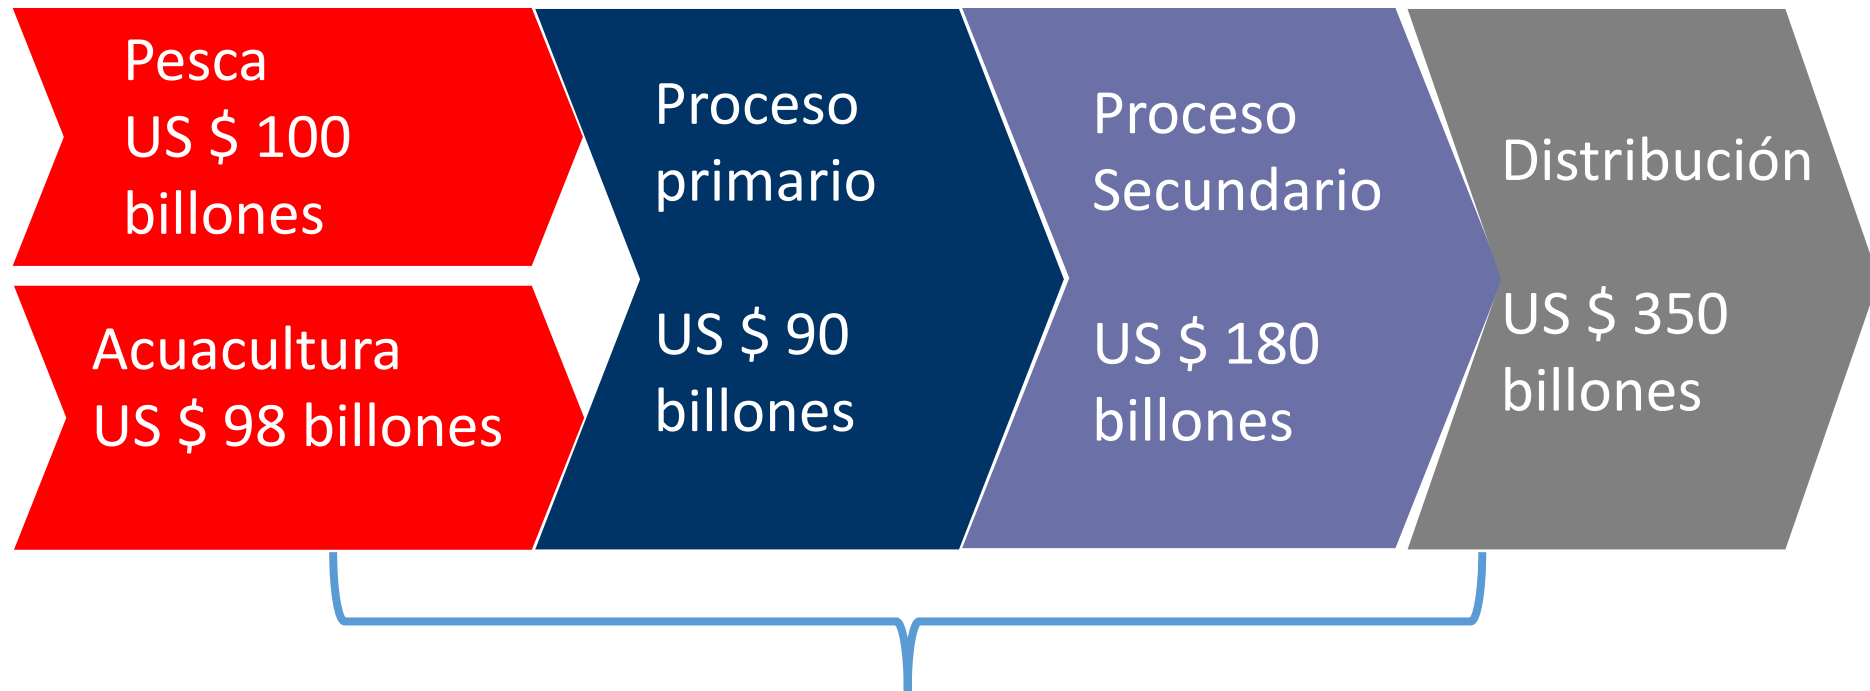 Pesca
US $ 100
billones
Acuacultura
US $ 98 billones
Proceso
primario
US $ 90
billones
Proceso
Secundario
US $ 180
billones
Distribución
US $ 350
billones